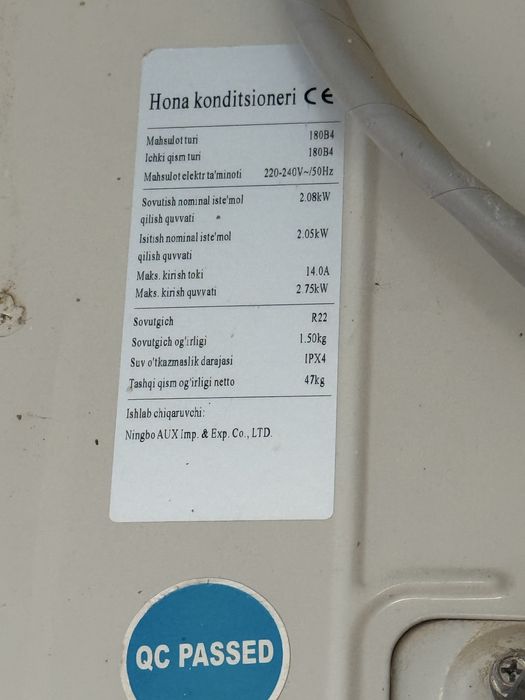 Hona konditsioneri CE
Mahsulot turi 180B4
Ichki qism turi 180B4
Mahsulot elektr ta'minoti 220-240V~/50Hz
Sovutish nominal iste'mol 2.08kW
qilish quvvati
Isitish nominal iste'mol 2.05kW
qilish quvvati
Maks. kirish toki 14.0A
Maks. kirish quvvati 2.75kW
Sovutgich R22
Sovutgich og'irligi 1.50kg
Suv o'tkazmaslik darajasi IPX4
Tashqi qism og'irligi netto 47kg
Ishlab chiqaruvchi:
Ningbo AUX Imp. & Exp. Co., LTD.
QC PASSED